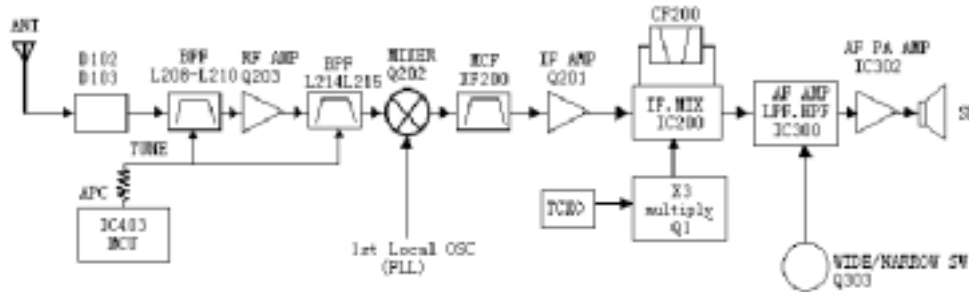 ANT
D102
D103
BPF
L208-L210
RF AMP
Q203
BPF
L214L215
MIXER
Q202
MCF
XF200
IF AMP
Q201
CF200
IF.MIX
IC200
AF AMP
LPF.HPF
IC300
AF PA AMP
IC302
TUNE
APC
IC403
MCU
1st Local OSC
(PLL)
TCXO
X3
multiply
Q1
WIDE/NARROW SW
Q303